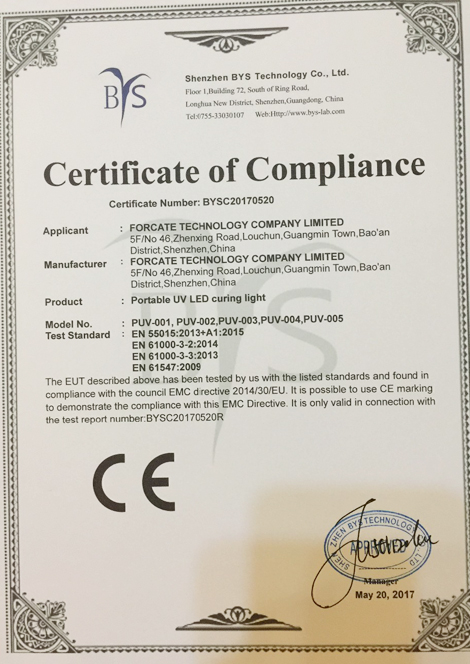 BYS
Shenzhen BYS Technology Co., Ltd.
Floor 1,Building 72, South of Ring Road,
Longhua New District, Shenzhen,Guangdong, China
Tel:0755-33030107 Web:Http://www.bys-lab.com
Certificate of Compliance
Certificate Number: BYSC20170520
Applicant : FORCATE TECHNOLOGY COMPANY LIMITED
5F/No 46,Zhenxing Road,Louchun,Guangmin Town,Bao'an
District,Shenzhen,China
Manufacturer : FORCATE TECHNOLOGY COMPANY LIMITED
5F/No 46,Zhenxing Road,Louchun,Guangmin Town,Bao'an
District,Shenzhen,China
Product : Portable UV LED curing light
Model No. : PUV-001, PUV-002,PUV-003,PUV-004,PUV-005
Test Standard : EN 55015:2013+A1:2015
EN 61000-3-2:2014
EN 61000-3-3:2013
EN 61547:2009
The EUT described above has been tested by us with the listed standards and found in
compliance with the council EMC directive 2014/30/EU. It is possible to use CE marking
to demonstrate the compliance with this EMC Directive. It is only valid in connection with
the test report number:BYSC20170520R
CE
SHEN ZHEN BYS TECHNOLOGY LTD
APPROVED
Manager
May 20, 2017